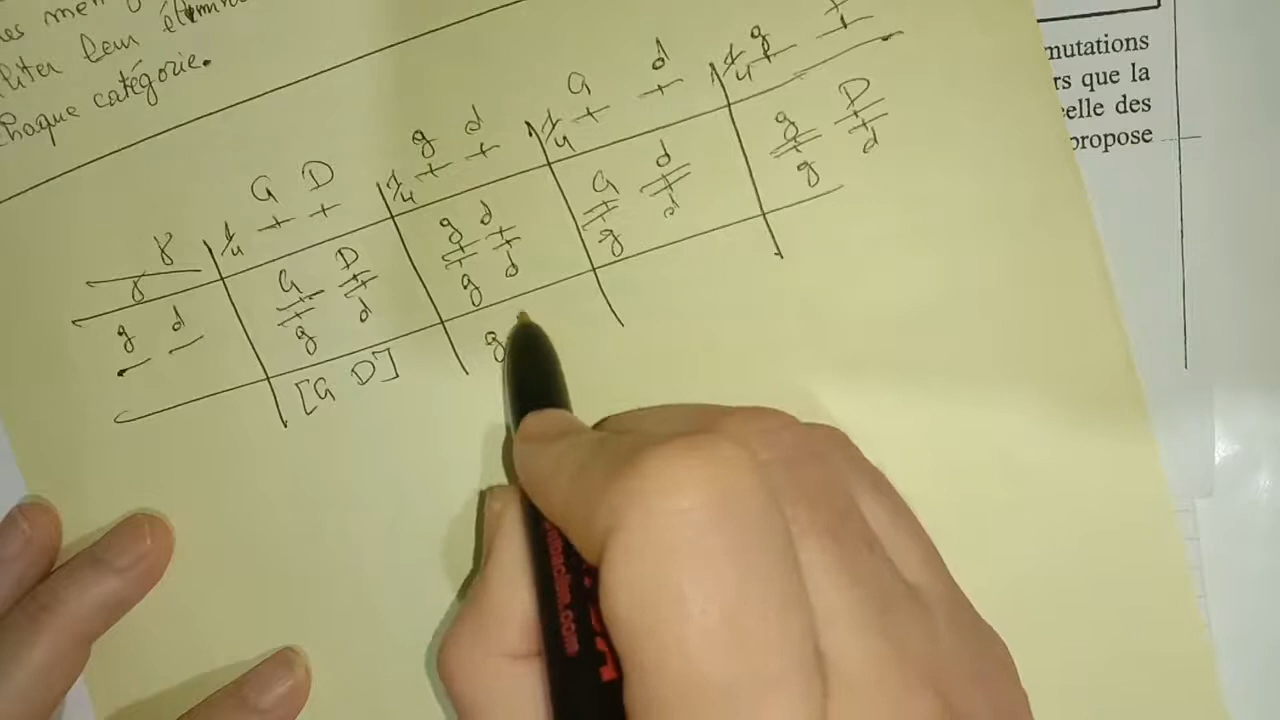 chaque catégorie.
mutations
rs que la
elle des
propose
γ 1/4 G D 1/4 g d 1/4 G d 1/4 g
γ
g d G D g d G d g D
g d g d g d g d
[G D] g